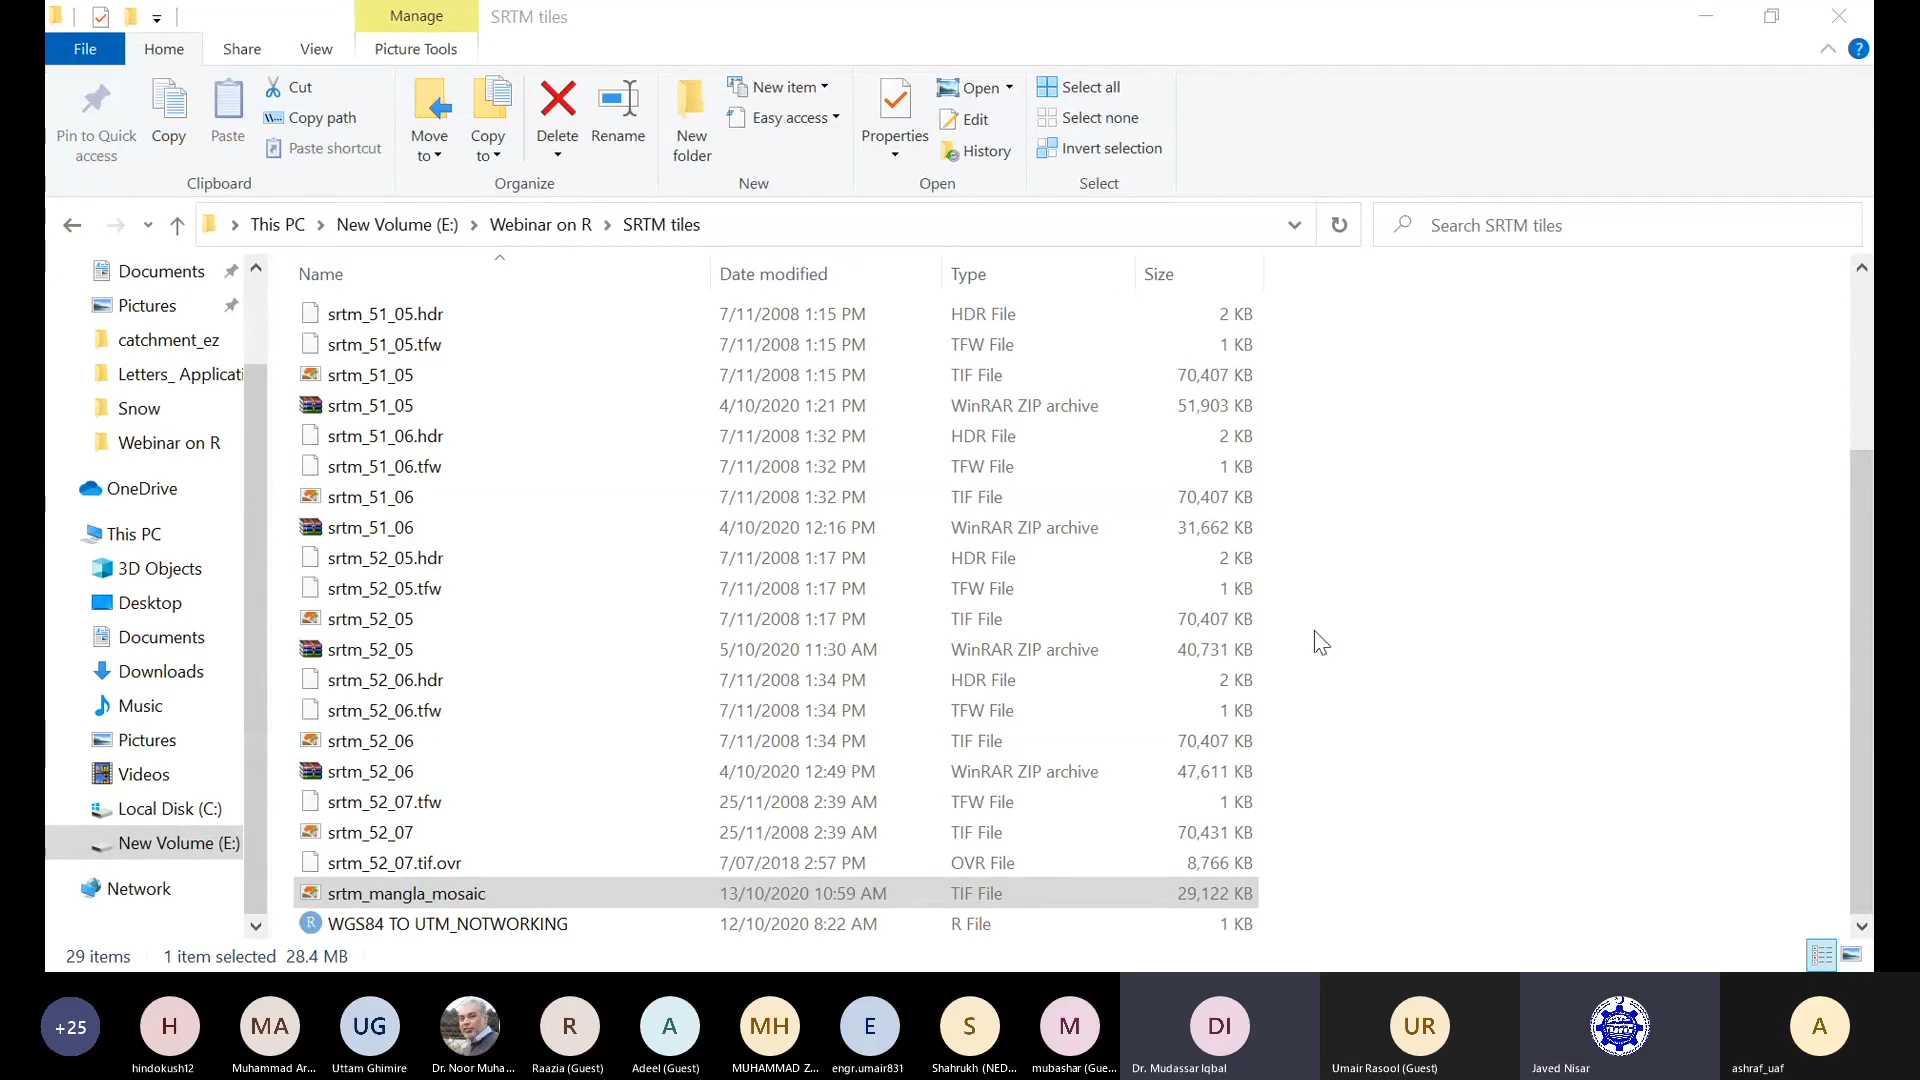 Manage
SRTM tiles
File
Home
Share
View
Picture Tools
?
Pin to Quick access
Copy
Paste
Cut
Copy path
Paste shortcut
Clipboard
Move to
Copy to
Delete
Rename
Organize
New folder
New item
Easy access
New
Properties
Open
Edit
History
Open
Select all
Select none
Invert selection
Select
This PC > New Volume (E:) > Webinar on R > SRTM tiles
Search SRTM tiles
Documents
Pictures
catchment_ez
Letters_ Applicati
Snow
Webinar on R
OneDrive
This PC
3D Objects
Desktop
Documents
Downloads
Music
Pictures
Videos
Local Disk (C:)
New Volume (E:)
Network
Name Date modified Type Size
srtm_51_05.hdr 7/11/2008 1:15 PM HDR File 2 KB
srtm_51_05.tfw 7/11/2008 1:15 PM TFW File 1 KB
srtm_51_05 7/11/2008 1:15 PM TIF File 70,407 KB
srtm_51_05 4/10/2020 1:21 PM WinRAR ZIP archive 51,903 KB
srtm_51_06.hdr 7/11/2008 1:32 PM HDR File 2 KB
srtm_51_06.tfw 7/11/2008 1:32 PM TFW File 1 KB
srtm_51_06 7/11/2008 1:32 PM TIF File 70,407 KB
srtm_51_06 4/10/2020 12:16 PM WinRAR ZIP archive 31,662 KB
srtm_52_05.hdr 7/11/2008 1:17 PM HDR File 2 KB
srtm_52_05.tfw 7/11/2008 1:17 PM TFW File 1 KB
srtm_52_05 7/11/2008 1:17 PM TIF File 70,407 KB
srtm_52_05 5/10/2020 11:30 AM WinRAR ZIP archive 40,731 KB
srtm_52_06.hdr 7/11/2008 1:34 PM HDR File 2 KB
srtm_52_06.tfw 7/11/2008 1:34 PM TFW File 1 KB
srtm_52_06 7/11/2008 1:34 PM TIF File 70,407 KB
srtm_52_06 4/10/2020 12:49 PM WinRAR ZIP archive 47,611 KB
srtm_52_07.tfw 25/11/2008 2:39 AM TFW File 1 KB
srtm_52_07 25/11/2008 2:39 AM TIF File 70,431 KB
srtm_52_07.tif.ovr 7/07/2018 2:57 PM OVR File 8,766 KB
srtm_mangla_mosaic 13/10/2020 10:59 AM TIF File 29,122 KB
R WGS84 TO UTM_NOTWORKING 12/10/2020 8:22 AM R File 1 KB
29 items 1 item selected 28.4 MB
+25 H MA UG R A MH E S M DI UR A
hindokush12 Muhammad Ar... Uttam Ghimire Dr. Noor Muha... Raazia (Guest) Adeel (Guest) MUHAMMAD Z... engr.umair831 Shahrukh (NED... mubashar (Gue... Dr. Mudassar Iqbal Umair Rasool (Guest) Javed Nisar ashraf_uaf